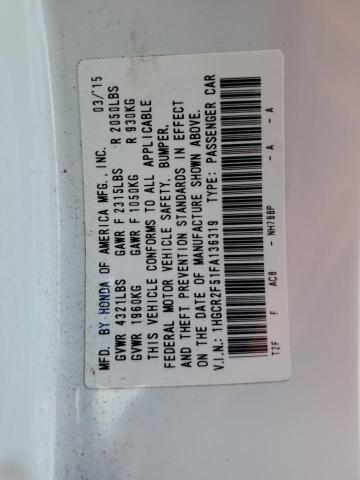 MFD. BY HONDA OF AMERICA MFG., INC. 03/15
GVWR 4321LBS GAWR F 2315LBS R 2050LBS
GVWR 1960KG GAWR F 1050KG R 930KG
THIS VEHICLE CONFORMS TO ALL APPLICABLE
FEDERAL MOTOR VEHICLE SAFETY, BUMPER,
AND THEFT PREVENTION STANDARDS IN EFFECT
ON THE DATE OF MANUFACTURE SHOWN ABOVE.
V.I.N.: 1HGCR2F51FA136319 TYPE: PASSENGER CAR
T2F F AC8 - NH788P - A - A